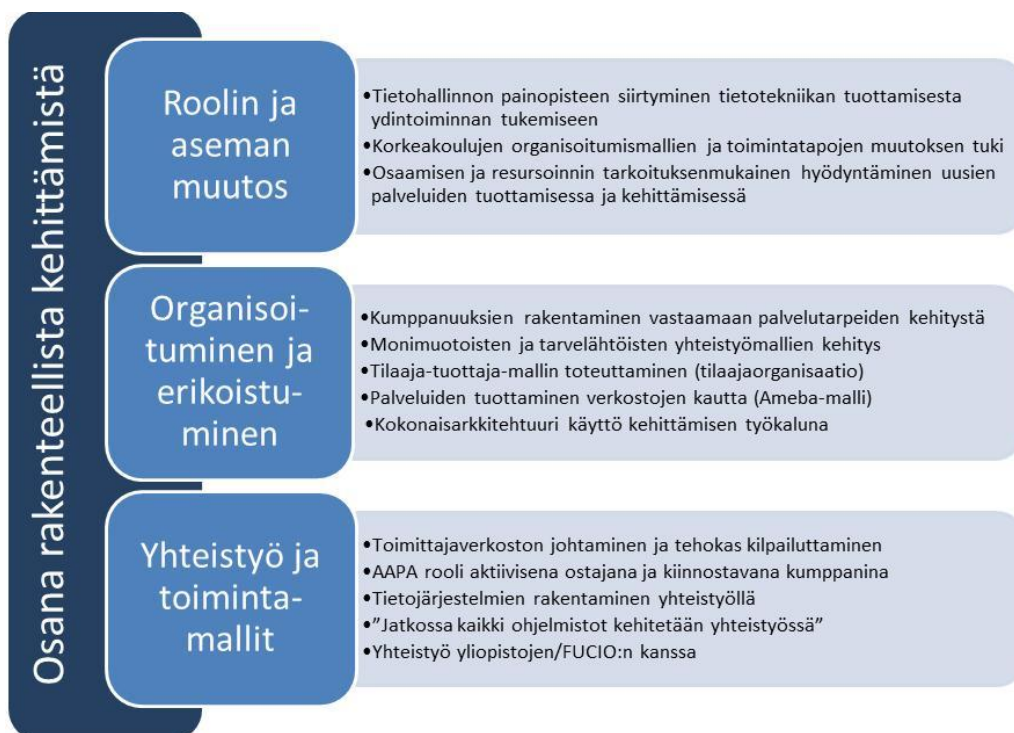 Osana rakenteellista kehittämistä
Roolin ja
aseman
muutos
•Tietohallinnon painopisteen siirtyminen tietotekniikan tuottamisesta
ydintoiminnan tukemiseen
•Korkeakoulujen organisoitumismallien ja toimintatapojen muutoksen tuki
•Osaamisen ja resursoinnin tarkoituksenmukainen hyödyntäminen uusien
palveluiden tuottamisessa ja kehittämisessä
Organisoi-
tuminen ja
erikoistu-
minen
•Kumppanuuksien rakentaminen vastaamaan palvelutarpeiden kehitystä
•Monimuotoisten ja tarvelähtöisten yhteistyömallien kehitys
•Tilaaja-tuottaja-mallin toteuttaminen (tilaajaorganisaatio)
•Palveluiden tuottaminen verkostojen kautta (Ameba-malli)
•Kokonaisarkkitehtuuri käyttö kehittämisen työkaluna
Yhteistyö ja
toiminta-
mallit
•Toimittajaverkoston johtaminen ja tehokas kilpailuttaminen
•AAPA rooli aktiivisena ostajana ja kiinnostavana kumppanina
•Tietojärjestelmien rakentaminen yhteistyöllä
•”Jatkossa kaikki ohjelmistot kehitetään yhteistyössä”
•Yhteistyö yliopistojen/FUCIO:n kanssa